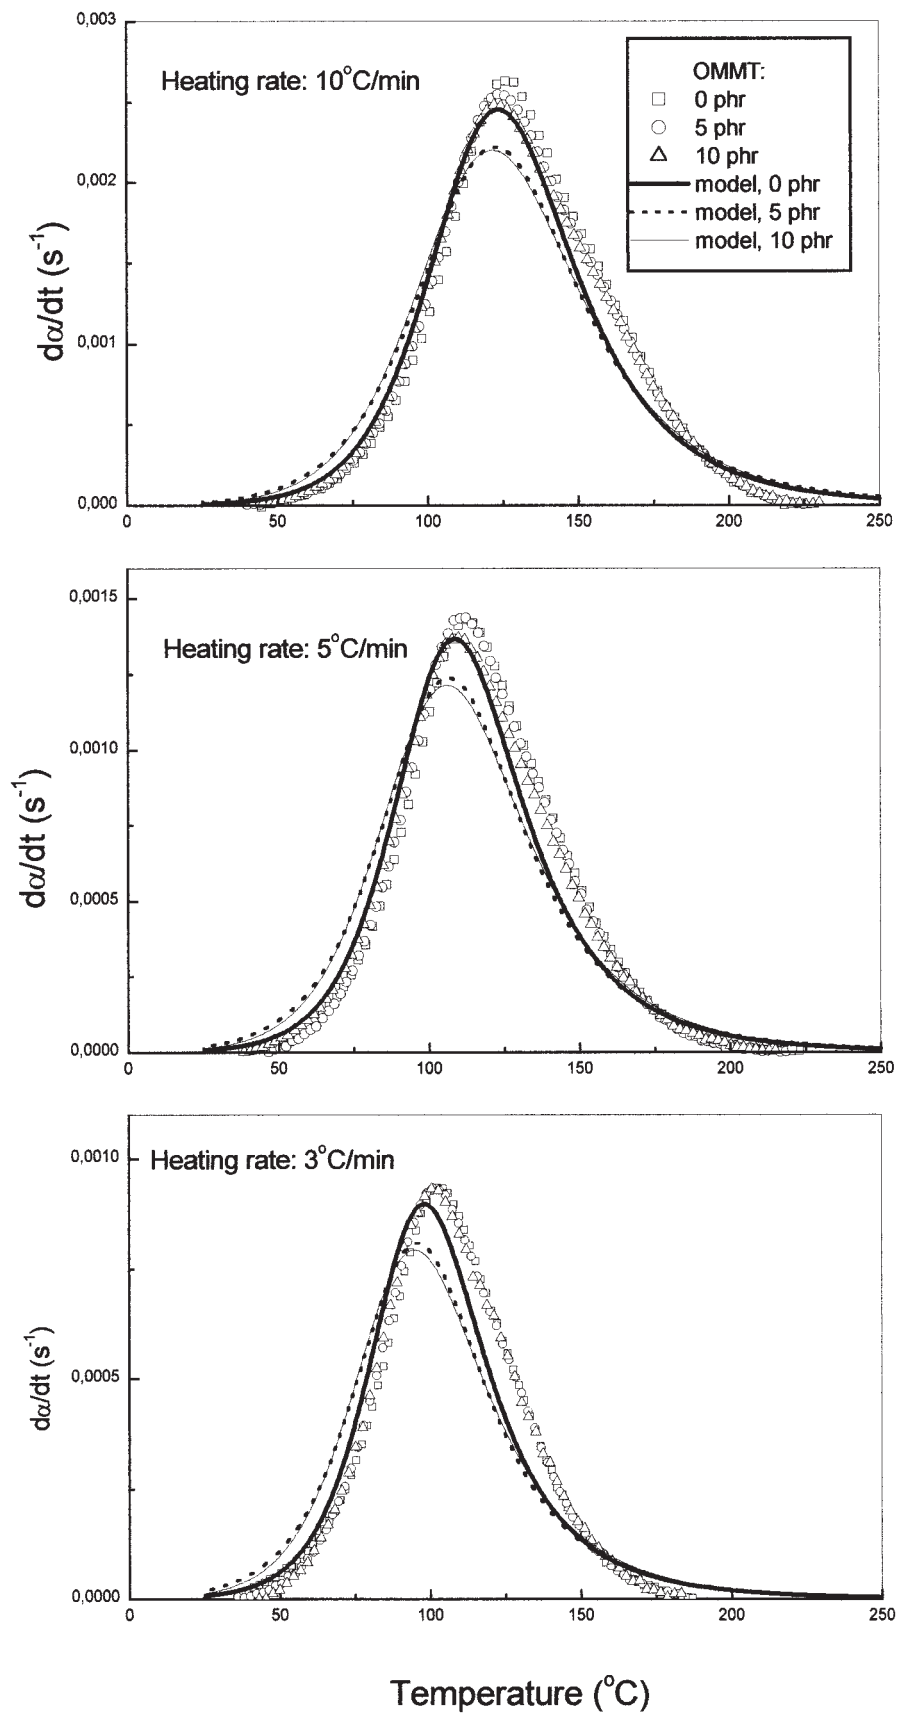 0,003
Heating rate: 10°C/min
OMMT:
0 phr
5 phr
10 phr
model, 0 phr
model, 5 phr
model, 10 phr
0,002
0,001
0,000
dα/dt (s⁻¹)
0 50 100 150 200 250
0,0015
Heating rate: 5°C/min
0,0010
0,0005
0,0000
dα/dt (s⁻¹)
0 50 100 150 200 250
0,0010
Heating rate: 3°C/min
0,0005
0,0000
dα/dt (s⁻¹)
0 50 100 150 200 250
Temperature (°C)